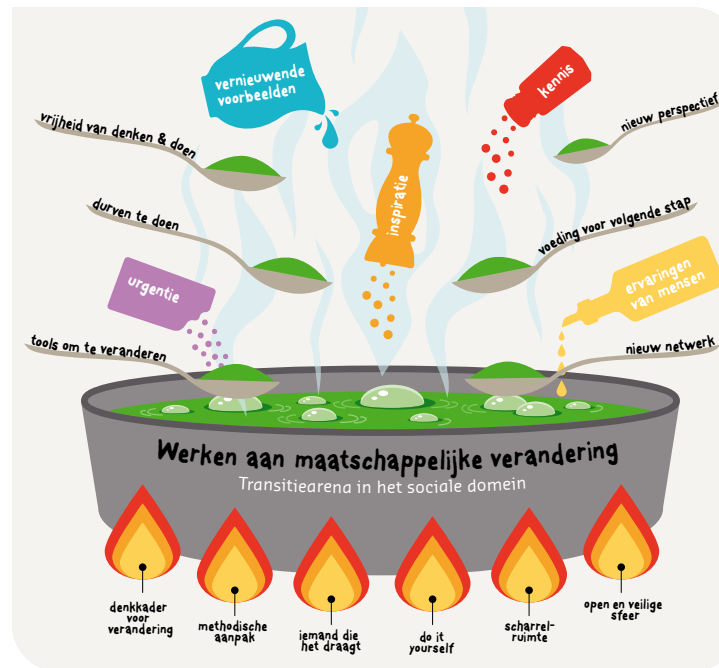 vernieuwende
voorbeelden
kennis
vrijheid van denken & doen
nieuw perspectief
inspiratie
durven te doen
voeding voor volgende stap
urgentie
ervaringen
van mensen
tools om te veranderen
nieuw netwerk
Werken aan maatschappelijke verandering
Transitiearena in het sociale domein
denkkader
voor
verandering
methodische
aanpak
iemand die
het draagt
do it
yourself
scharrel-
ruimte
open en veilige
sfeer